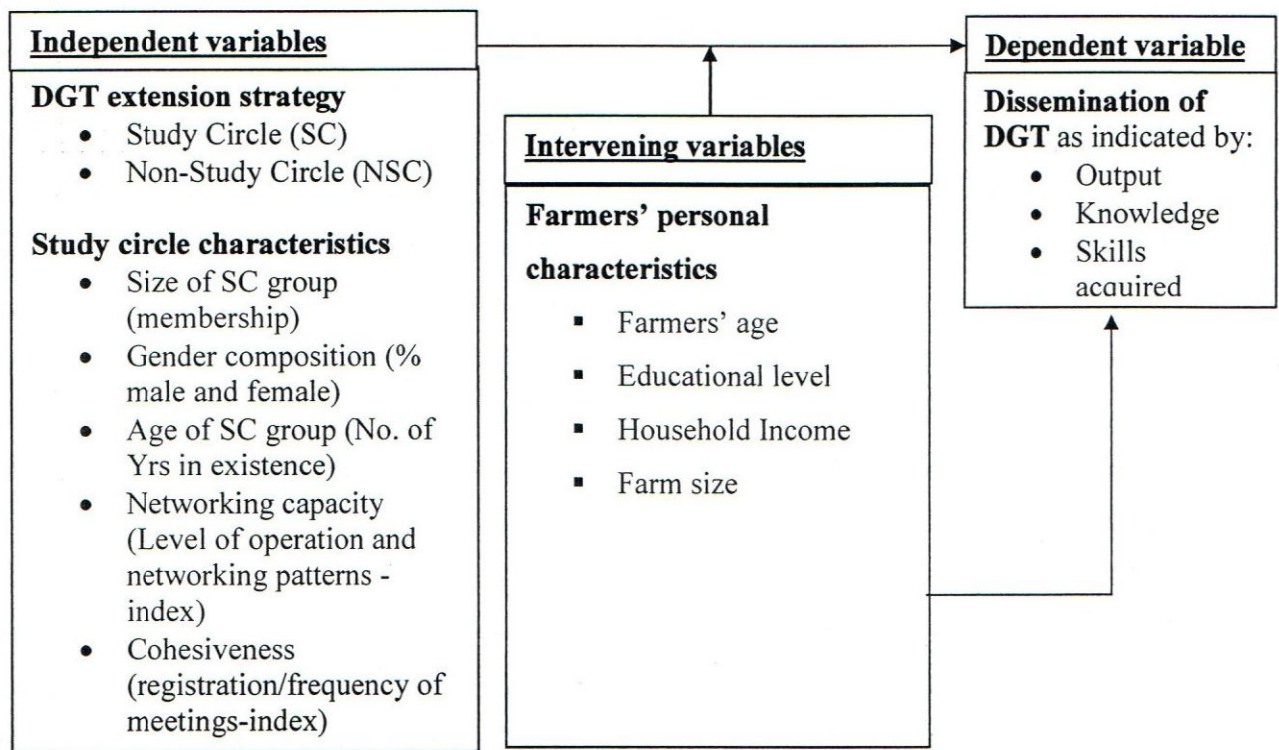 Independent variables
DGT extension strategy
• Study Circle (SC)
• Non-Study Circle (NSC)
Study circle characteristics
• Size of SC group
(membership)
• Gender composition (%
male and female)
• Age of SC group (No. of
Yrs in existence)
• Networking capacity
(Level of operation and
networking patterns -
index)
• Cohesiveness
(registration/frequency of
meetings-index)
Intervening variables
Farmers’ personal
characteristics
▪ Farmers’ age
▪ Educational level
▪ Household Income
▪ Farm size
Dependent variable
Dissemination of
DGT as indicated by:
• Output
• Knowledge
• Skills
acquired